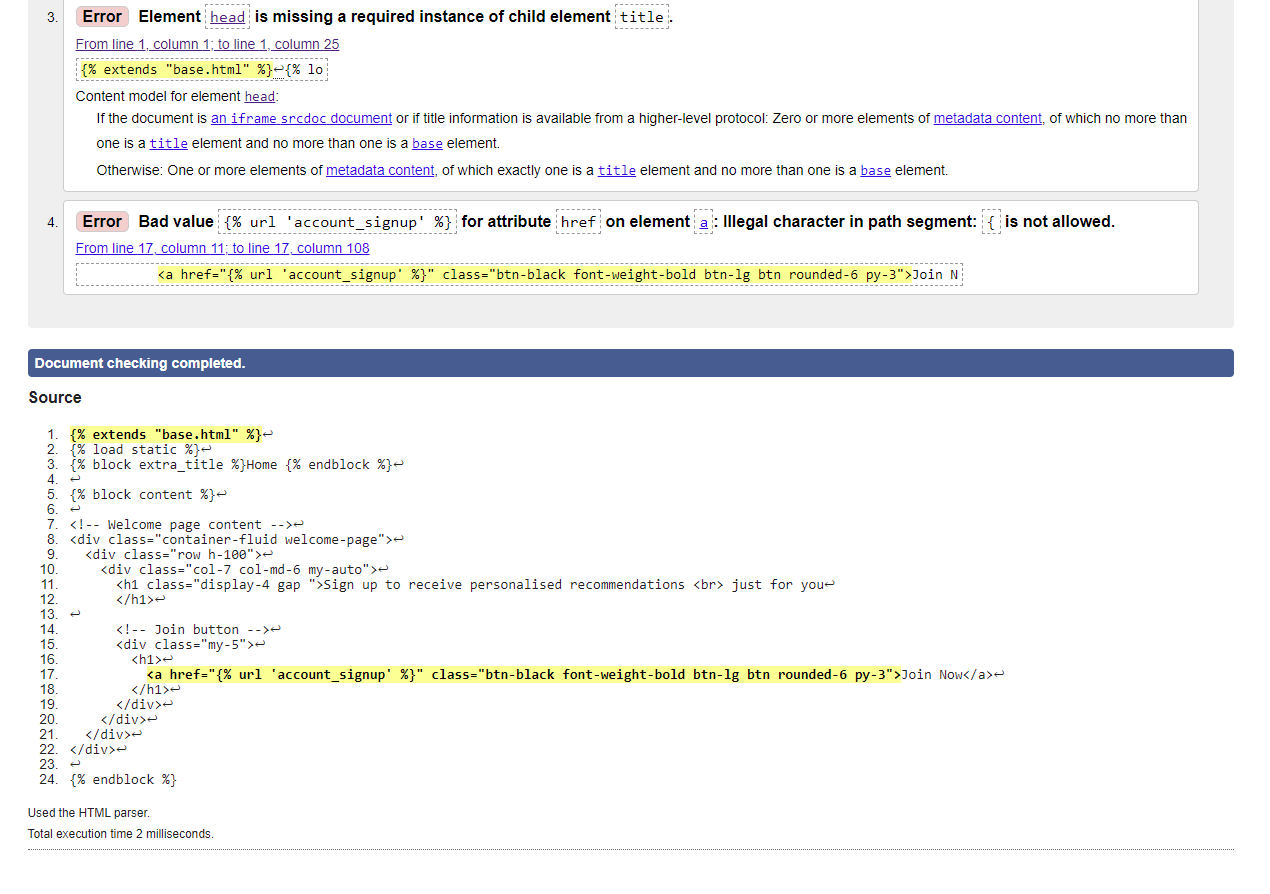 3. Error Element head is missing a required instance of child element title.
From line 1, column 1; to line 1, column 25
{% extends "base.html" %}↩{% lo
Content model for element head:
If the document is an iframe srcdoc document or if title information is available from a higher-level protocol: Zero or more elements of metadata content, of which no more than
one is a title element and no more than one is a base element.
Otherwise: One or more elements of metadata content, of which exactly one is a title element and no more than one is a base element.
4. Error Bad value {% url 'account_signup' %} for attribute href on element a: Illegal character in path segment: { is not allowed.
From line 17, column 11; to line 17, column 108
<a href="{% url 'account_signup' %}" class="btn-black font-weight-bold btn-lg btn rounded-6 py-3">Join N
Document checking completed.
Source
1. {% extends "base.html" %}↩
2. {% load static %}↩
3. {% block extra_title %}Home {% endblock %}↩
4. ↩
5. {% block content %}↩
6. ↩
7. <!-- Welcome page content -->↩
8. <div class="container-fluid welcome-page">↩
9. <div class="row h-100">↩
10. <div class="col-7 col-md-6 my-auto">↩
11. <h1 class="display-4 gap ">Sign up to receive personalised recommendations <br> just for you↩
12. </h1>↩
13. ↩
14. <!-- Join button -->↩
15. <div class="my-5">↩
16. <h1>↩
17. <a href="{% url 'account_signup' %}" class="btn-black font-weight-bold btn-lg btn rounded-6 py-3">Join Now</a>↩
18. </h1>↩
19. </div>↩
20. </div>↩
21. </div>↩
22. </div>↩
23. ↩
24. {% endblock %}
Used the HTML parser.
Total execution time 2 milliseconds.